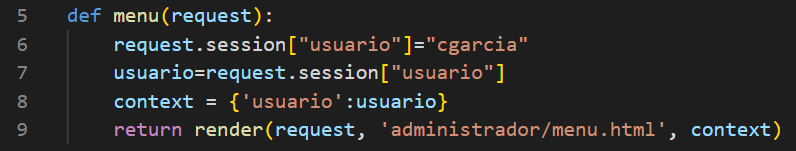 5 def menu(request):
6     request.session["usuario"]="cgarcia"
7     usuario=request.session["usuario"]
8     context = {'usuario':usuario}
9     return render(request, 'administrador/menu.html', context)